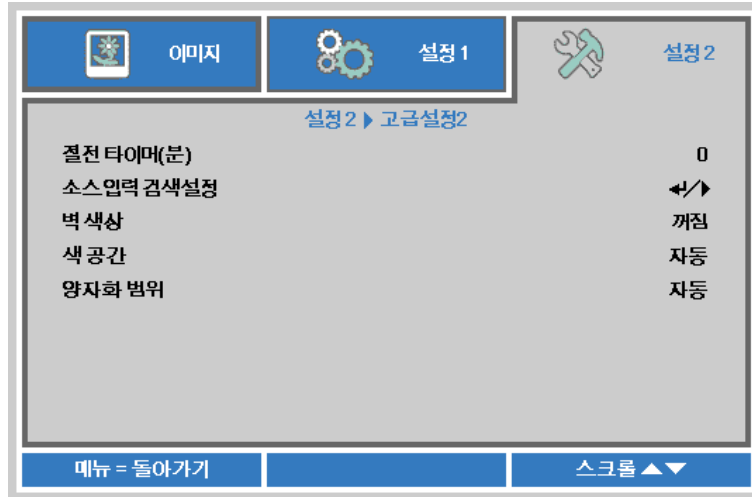 이미지
설정 1
설정 2
설정 2 ▶ 고급설정2
절전 타이머(분) 0
소스입력 검색설정 ↵/▶
벽 색상 꺼짐
색 공간 자동
양자화 범위 자동
메뉴 = 돌아가기
스크롤 ▲▼